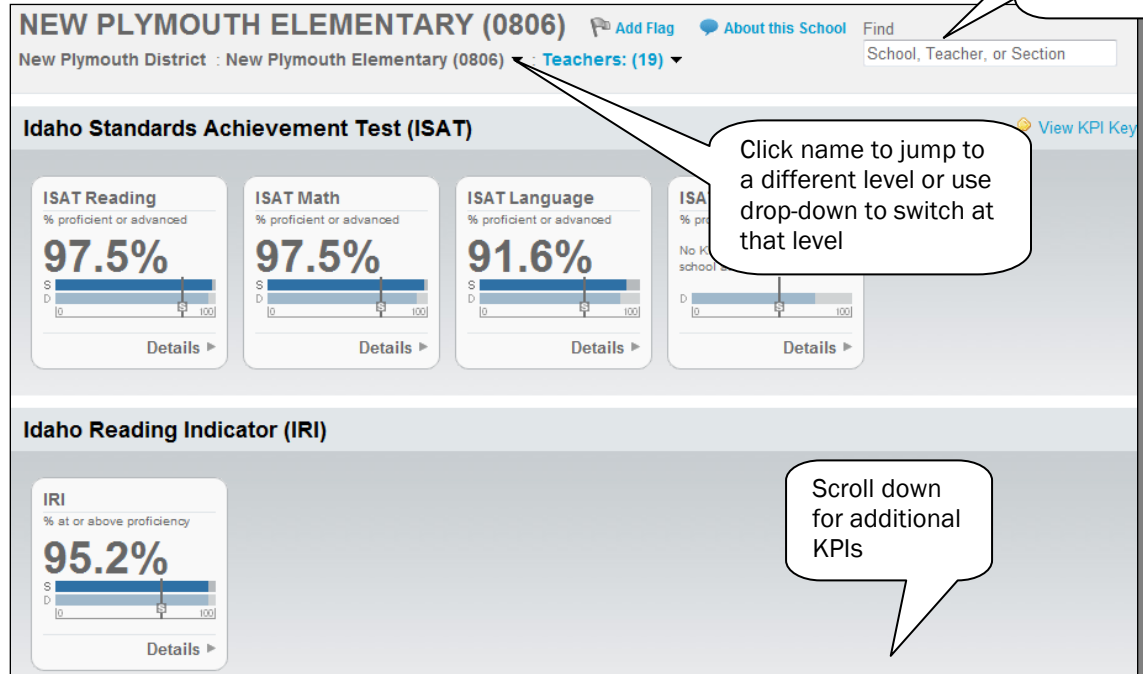 NEW PLYMOUTH ELEMENTARY (0806) Add Flag About this School Find
New Plymouth District : New Plymouth Elementary (0806) : Teachers: (19) School, Teacher, or Section
Idaho Standards Achievement Test (ISAT) View KPI Key
Click name to jump to
a different level or use
drop-down to switch at
that level
ISAT Reading
% proficient or advanced
97.5%
S
D
S
0 100
Details
ISAT Math
% proficient or advanced
97.5%
S
D
S
0 100
Details
ISAT Language
% proficient or advanced
91.6%
S
D
S
0 100
Details
No
school
D
S
0 100
Details
Idaho Reading Indicator (IRI)
IRI
% at or above proficiency
95.2%
S
D
S
0 100
Details
Scroll down
for additional
KPIs